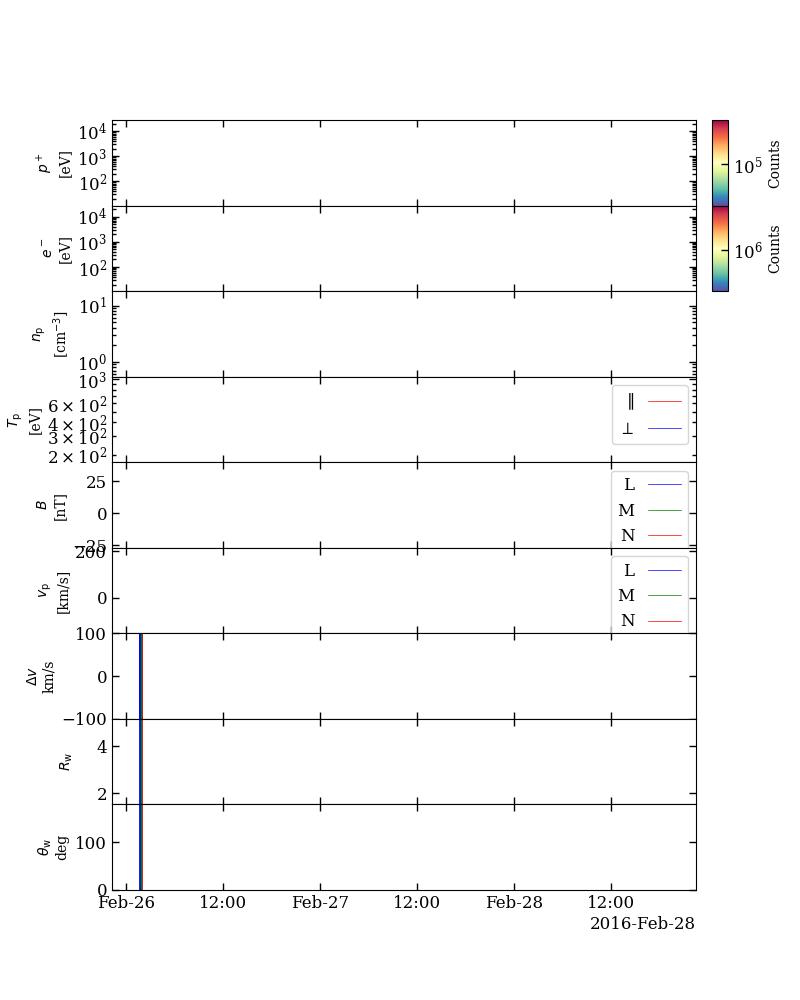 10⁴
10³
10²
p⁺
[eV]
10⁵
Counts
10⁴
10³
10²
e⁻
[eV]
10⁶
Counts
10¹
10⁰
nₚ
[cm⁻³]
10³
6 × 10²
4 × 10²
3 × 10²
2 × 10²
Tₚ
[eV]
∥
⊥
25
0
−25
B
[nT]
L
M
N
200
0
vₚ
[km/s]
L
M
N
100
0
−100
Δv
km/s
4
2
R_w
100
0
θ_w
deg
Feb-26 12:00 Feb-27 12:00 Feb-28 12:00
2016-Feb-28